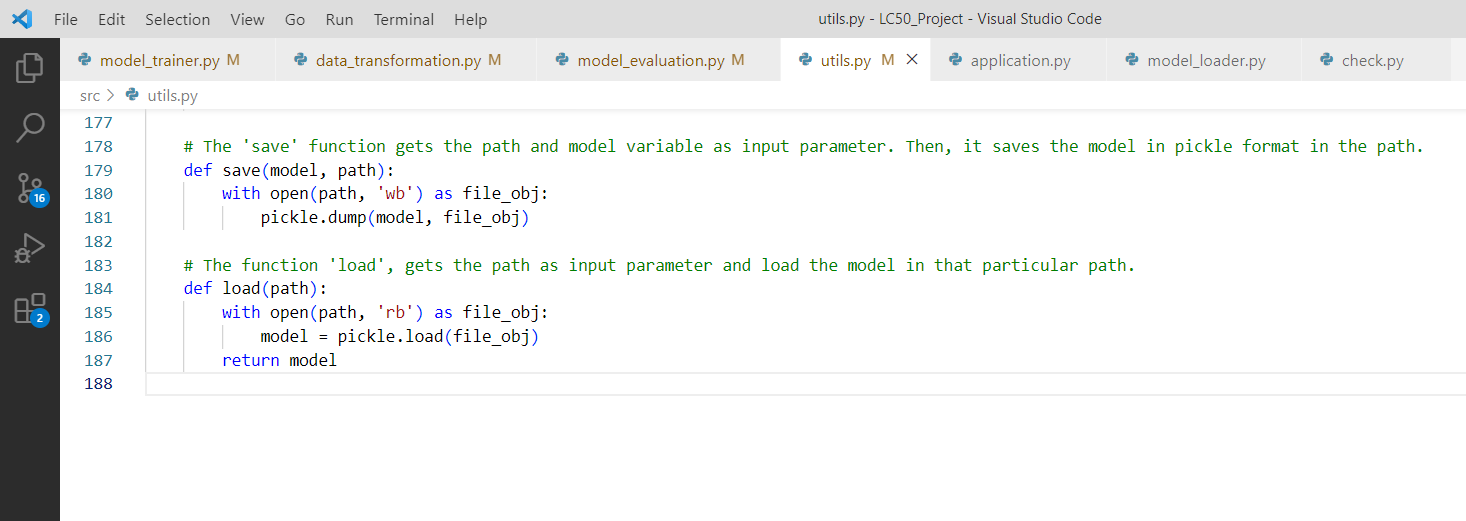 File Edit Selection View Go Run Terminal Help utils.py - LC50_Project - Visual Studio Code
model_trainer.py M data_transformation.py M model_evaluation.py M utils.py M application.py model_loader.py check.py
src > utils.py
177
178 # The 'save' function gets the path and model variable as input parameter. Then, it saves the model in pickle format in the path.
179 def save(model, path):
180 with open(path, 'wb') as file_obj:
181 pickle.dump(model, file_obj)
182
183 # The function 'load', gets the path as input parameter and load the model in that particular path.
184 def load(path):
185 with open(path, 'rb') as file_obj:
186 model = pickle.load(file_obj)
187 return model
188
16
2